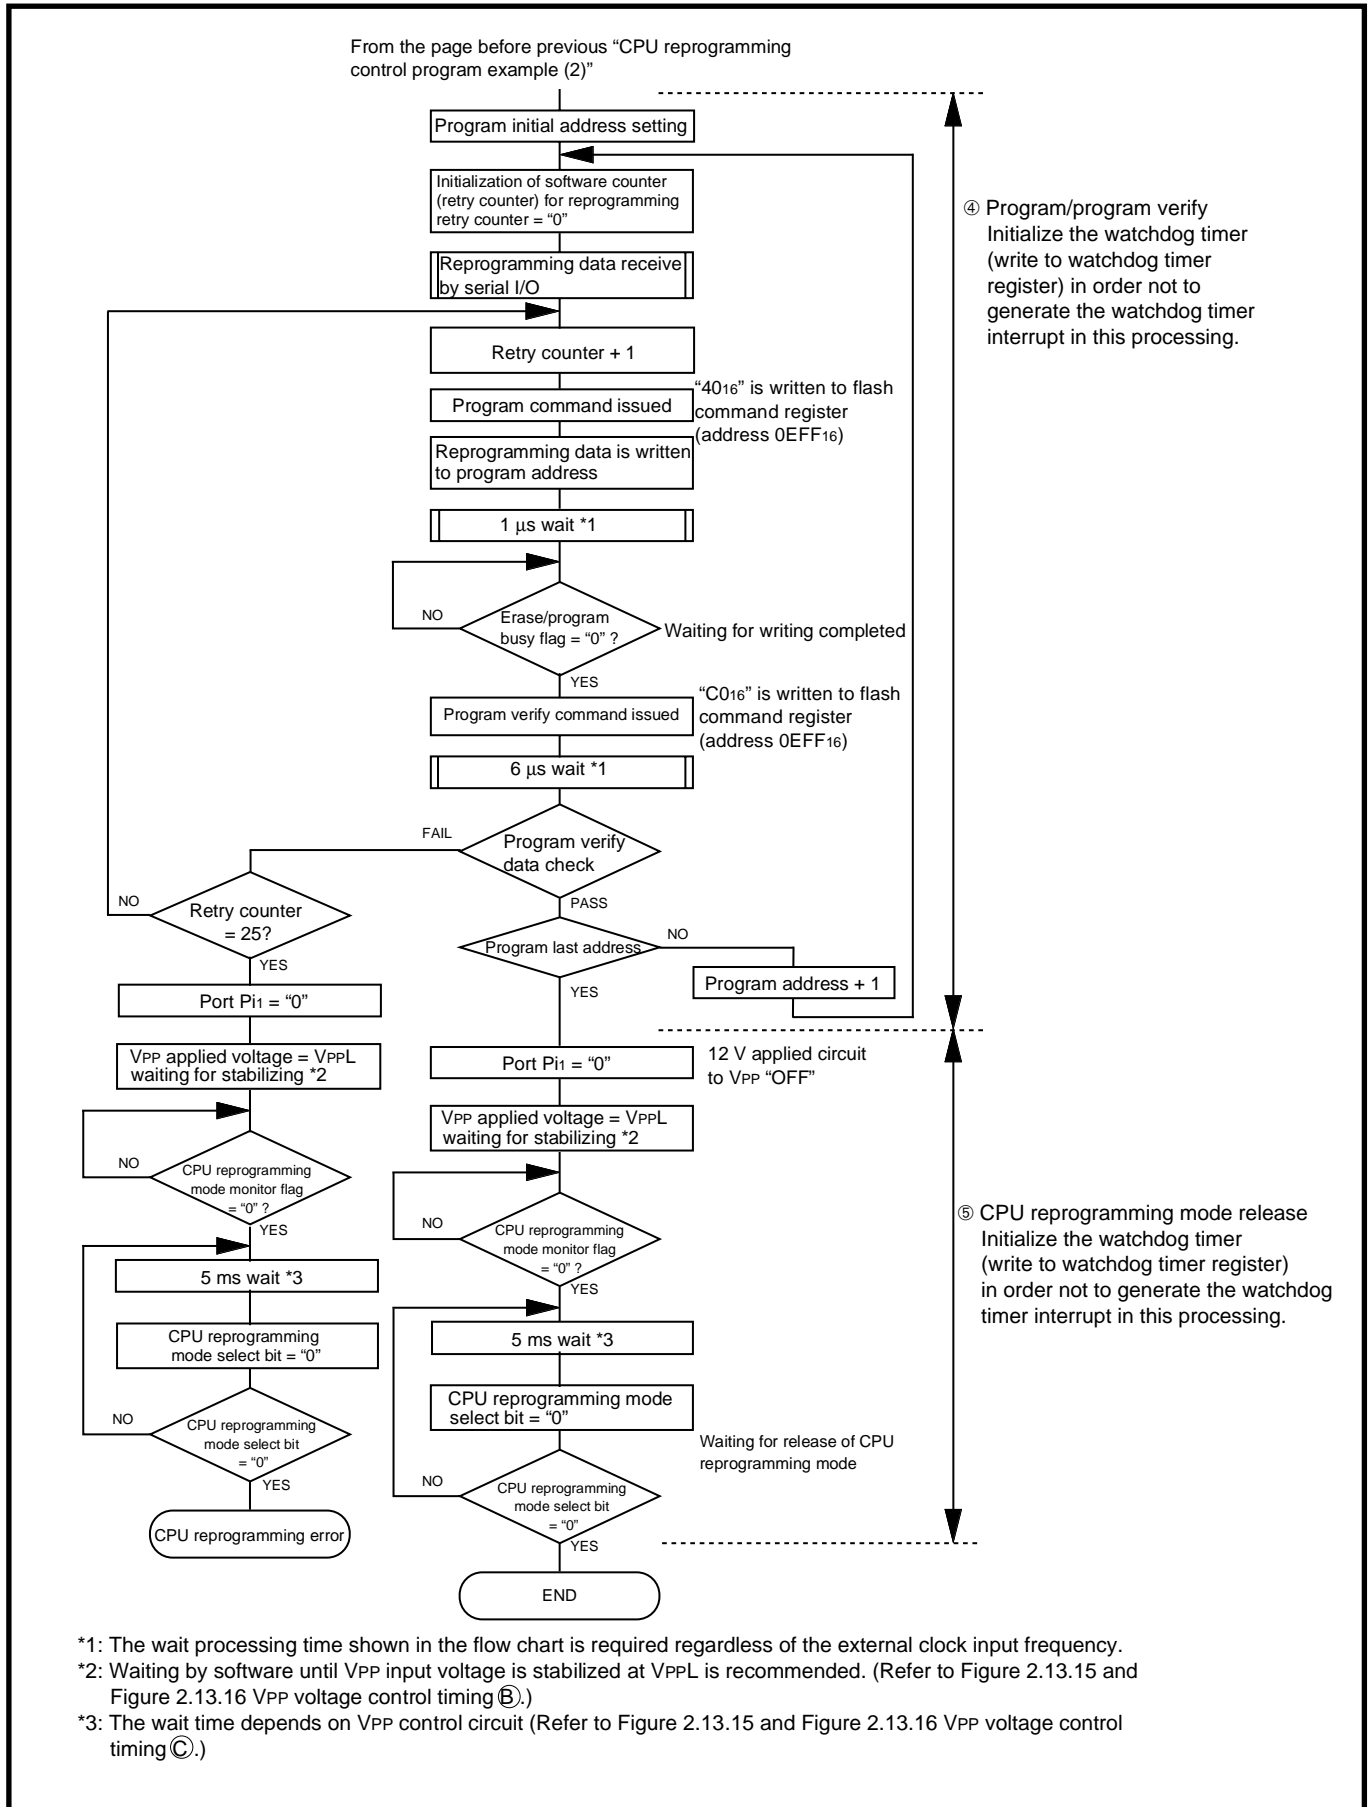 From the page before previous “CPU reprogramming
control program example (2)”
Program initial address setting
Initialization of software counter
(retry counter) for reprogramming
retry counter = “0”
④ Program/program verify
Initialize the watchdog timer
(write to watchdog timer
register) in order not to
generate the watchdog timer
interrupt in this processing.
Reprogramming data receive
by serial I/O
Retry counter + 1
Program command issued
“4016” is written to flash
command register
(address 0EFF16)
Reprogramming data is written
to program address
1 μs wait *1
NO
Erase/program
busy flag = “0” ?
Waiting for writing completed
YES
Program verify command issued
“C016” is written to flash
command register
(address 0EFF16)
6 μs wait *1
FAIL
Program verify
data check
PASS
NO
Retry counter
= 25?
YES
Program last address
NO
Program address + 1
YES
Port Pi1 = “0”
VPP applied voltage = VPPL
waiting for stabilizing *2
NO
CPU reprogramming
mode monitor flag
= “0” ?
YES
5 ms wait *3
CPU reprogramming
mode select bit = “0”
NO
CPU reprogramming
mode select bit
= “0”
YES
CPU reprogramming error
Port Pi1 = “0”
12 V applied circuit
to VPP “OFF”
VPP applied voltage = VPPL
waiting for stabilizing *2
NO
CPU reprogramming
mode monitor flag
= “0” ?
YES
5 ms wait *3
CPU reprogramming mode
select bit = “0”
Waiting for release of CPU
reprogramming mode
NO
CPU reprogramming
mode select bit
= “0”
YES
END
⑤ CPU reprogramming mode release
Initialize the watchdog timer
(write to watchdog timer register)
in order not to generate the watchdog
timer interrupt in this processing.
*1: The wait processing time shown in the flow chart is required regardless of the external clock input frequency.
*2: Waiting by software until VPP input voltage is stabilized at VPPL is recommended. (Refer to Figure 2.13.15 and
Figure 2.13.16 VPP voltage control timing Ⓑ.)
*3: The wait time depends on VPP control circuit (Refer to Figure 2.13.15 and Figure 2.13.16 VPP voltage control
timing Ⓒ.)